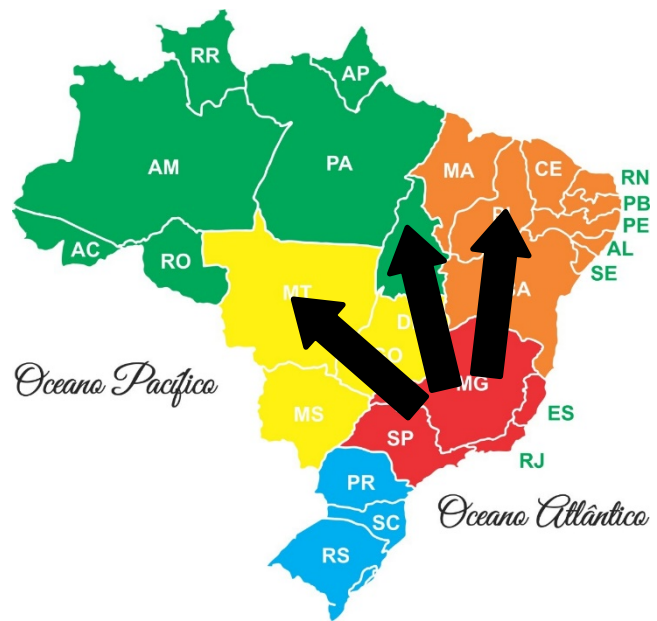 RR
AP
AM
PA
MA
CE
RN
PB
PE
AL
SE
AC
RO
MT
Oceano Pacífico
MS
MG
ES
SP
RJ
PR
Oceano Atlântico
SC
RS